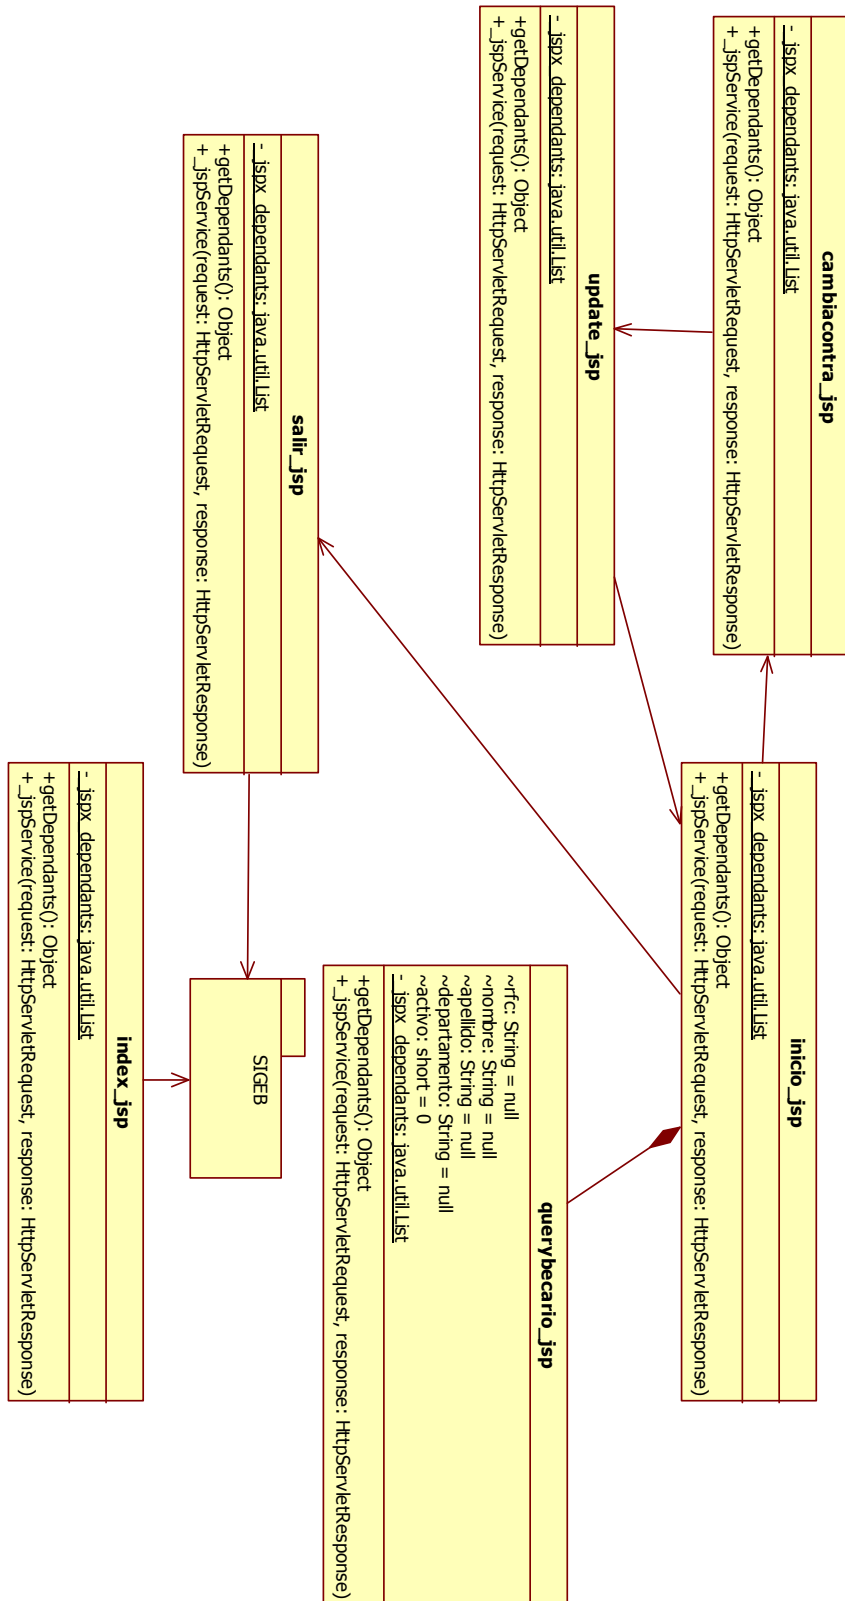 cambiacontra_jsp
- _jspx_dependants: java.util.List
+getDependants(): Object
+_jspService(request: HttpServletRequest, response: HttpServletResponse)
inicio_jsp
- _jspx_dependants: java.util.List
+getDependants(): Object
+_jspService(request: HttpServletRequest, response: HttpServletResponse)
update_jsp
- _jspx_dependants: java.util.List
+getDependants(): Object
+_jspService(request: HttpServletRequest, response: HttpServletResponse)
querybecario_jsp
~rfc: String = null
~nombre: String = null
~apellido: String = null
~departamento: String = null
~activo: short = 0
- _jspx_dependants: java.util.List
+getDependants(): Object
+_jspService(request: HttpServletRequest, response: HttpServletResponse)
salir_jsp
- _jspx_dependants: java.util.List
+getDependants(): Object
+_jspService(request: HttpServletRequest, response: HttpServletResponse)
SIGEB
index_jsp
- _jspx_dependants: java.util.List
+getDependants(): Object
+_jspService(request: HttpServletRequest, response: HttpServletResponse)